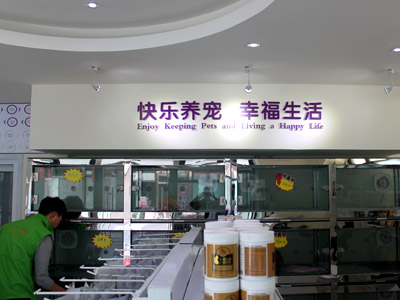 快乐养宠 幸福生活
Enjoy Keeping Pets and Living a Happy Life